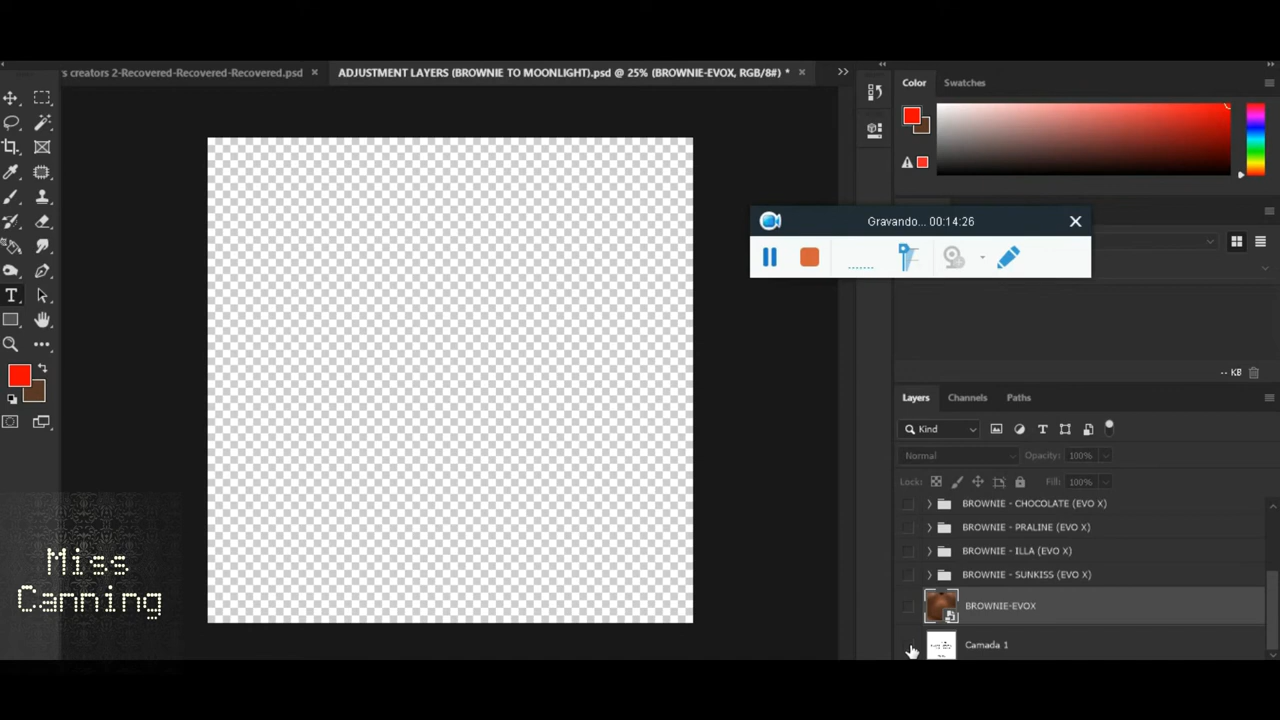 s creators 2-Recovered-Recovered-Recovered.psd
ADJUSTMENT LAYERS (BROWNIE TO MOONLIGHT).psd @ 25% (BROWNIE-EVOX, RGB/8#) *
Color
Swatches
Gravando... 00:14:26
-- KB
Layers
Channels
Paths
Kind
Normal
Opacity: 100%
Lock:
Fill: 100%
BROWNIE - CHOCOLATE (EVO X)
BROWNIE - PRALINE (EVO X)
BROWNIE - ILLA (EVO X)
BROWNIE - SUNKISS (EVO X)
BROWNIE-EVOX
Camada 1
Miss
Canning